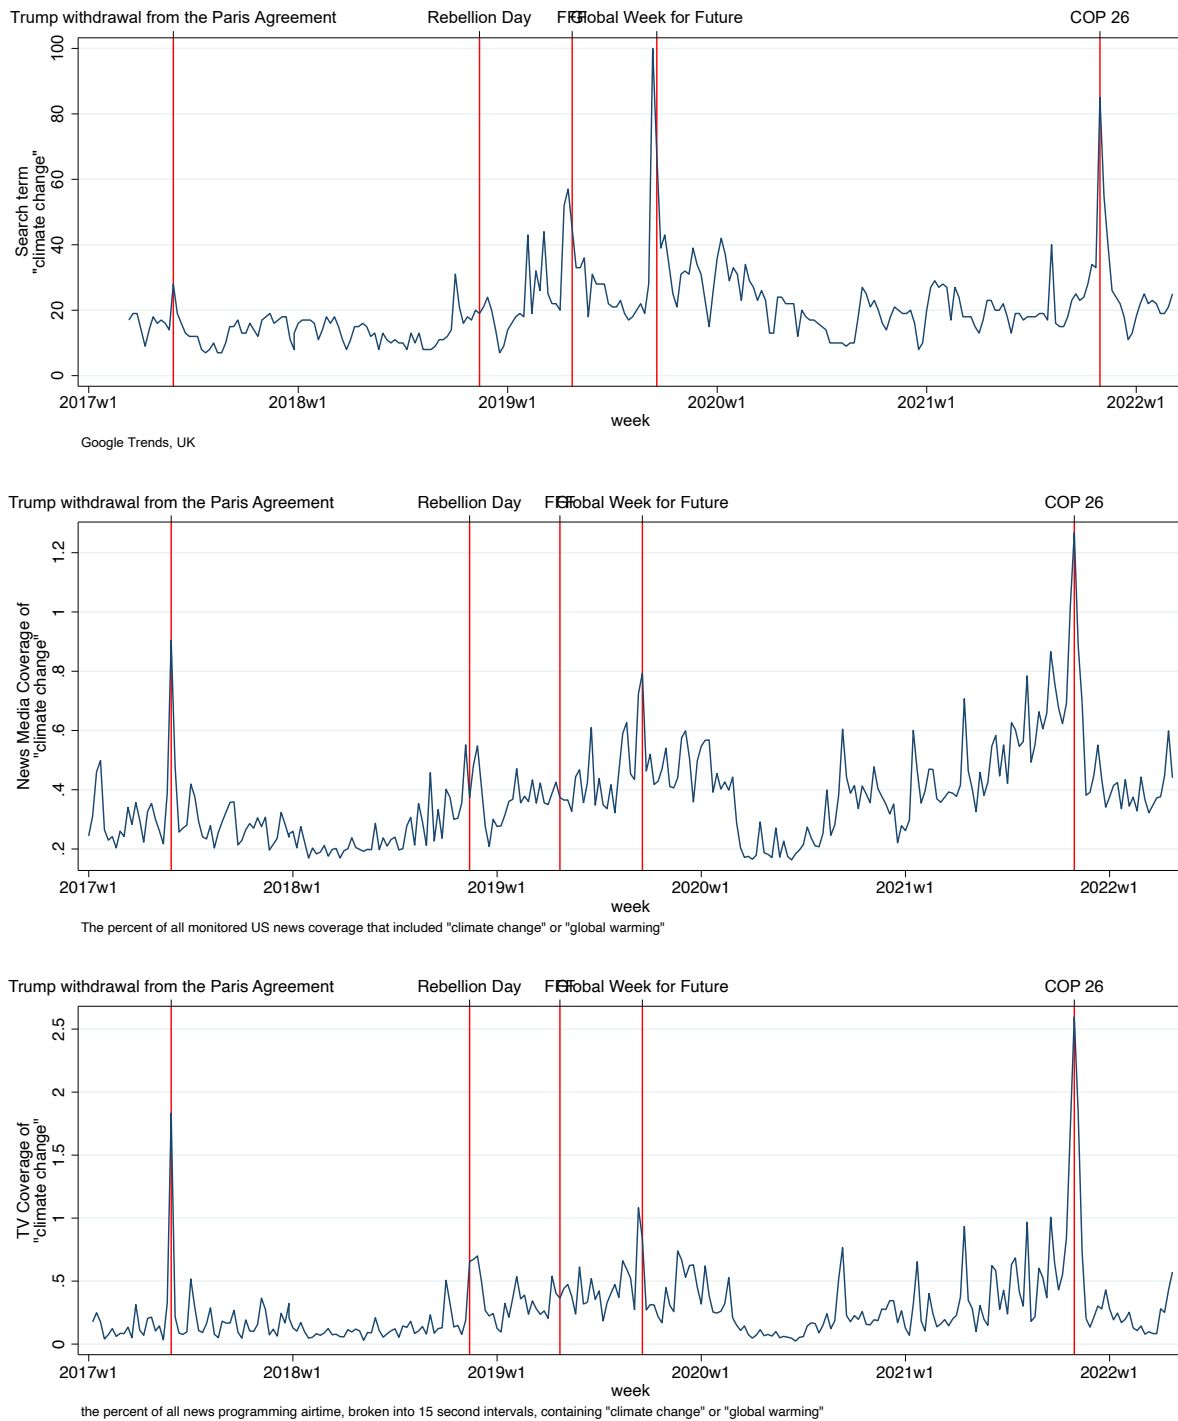 Trump withdrawal from the Paris Agreement Rebellion Day FFF Global Week for Future COP 26
100
80
60
40
20
0
Search term
"climate change"
2017w1 2018w1 2019w1 2020w1 2021w1 2022w1
week
Google Trends, UK
Trump withdrawal from the Paris Agreement Rebellion Day FFF Global Week for Future COP 26
1.2
1
.8
.6
.4
.2
News Media Coverage of
"climate change"
2017w1 2018w1 2019w1 2020w1 2021w1 2022w1
week
The percent of all monitored US news coverage that included "climate change" or "global warming"
Trump withdrawal from the Paris Agreement Rebellion Day FFF Global Week for Future COP 26
2.5
2
1.5
1
.5
0
TV Coverage of
"climate change"
2017w1 2018w1 2019w1 2020w1 2021w1 2022w1
week
the percent of all news programming airtime, broken into 15 second intervals, containing "climate change" or "global warming"